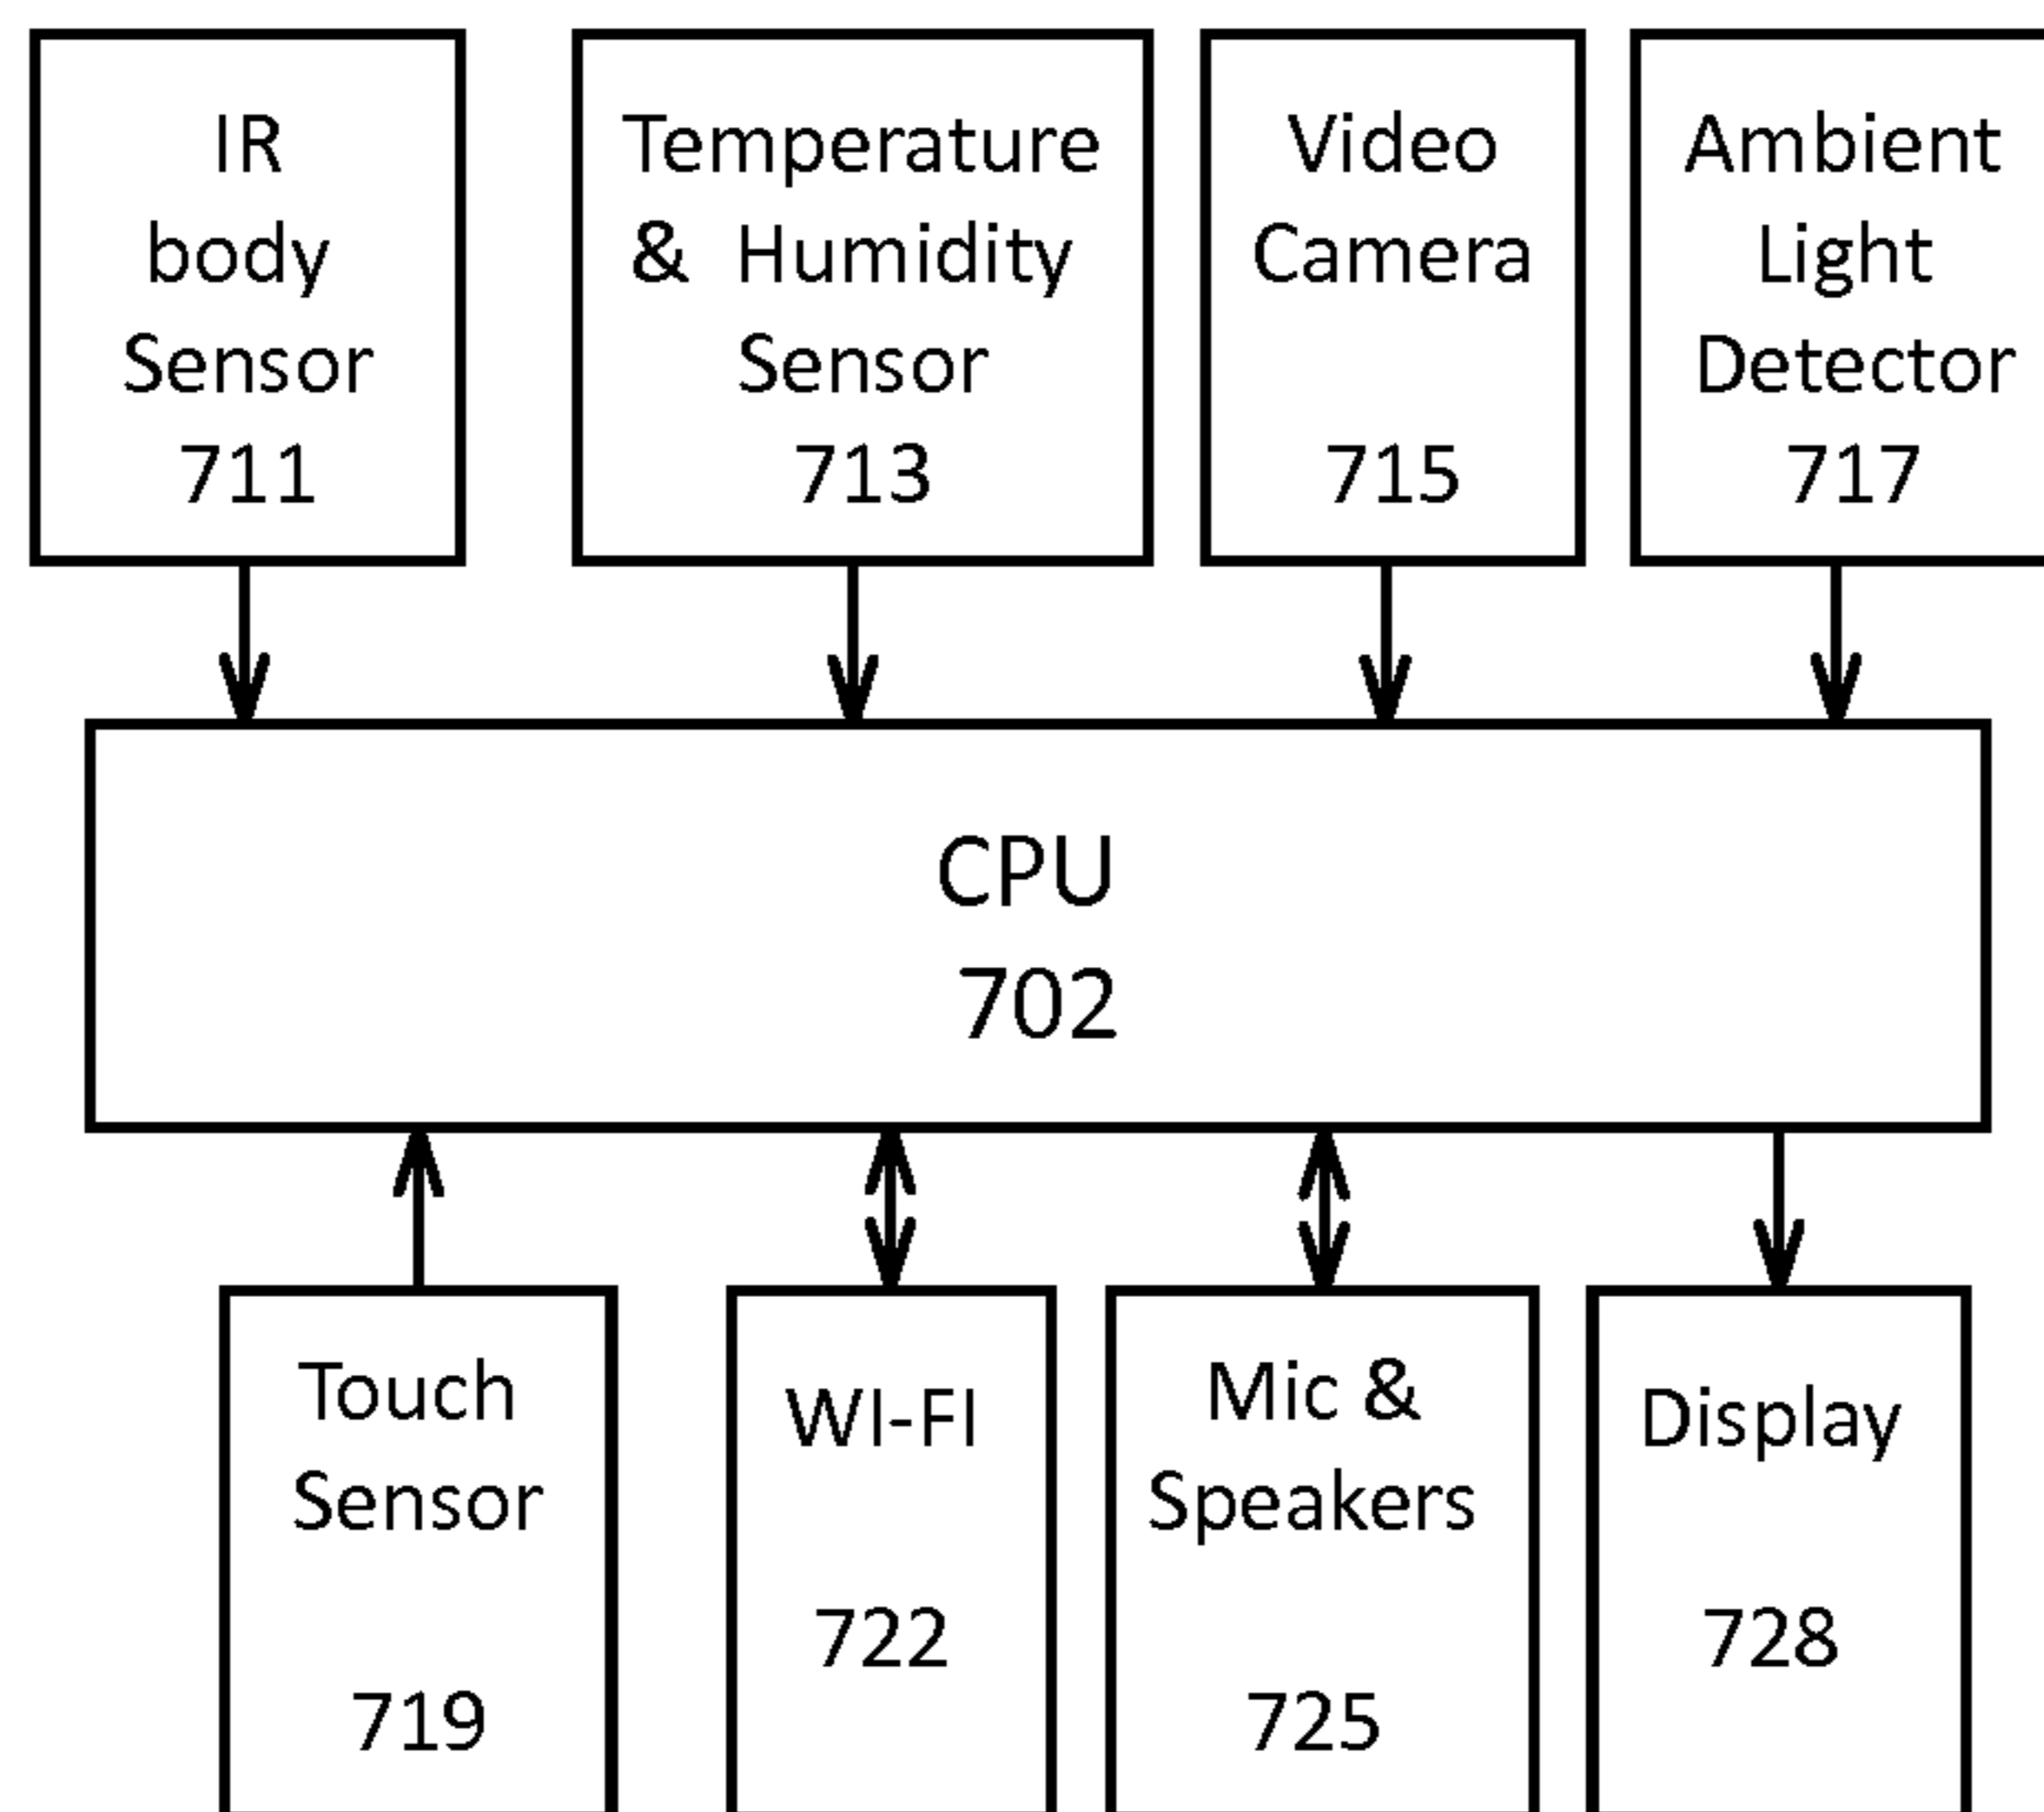 IR
body
Sensor
711
Temperature
& Humidity
Sensor
713
Video
Camera
715
Ambient
Light
Detector
717
CPU
702
Touch
Sensor
719
WI-FI
722
Mic &
Speakers
725
Display
728